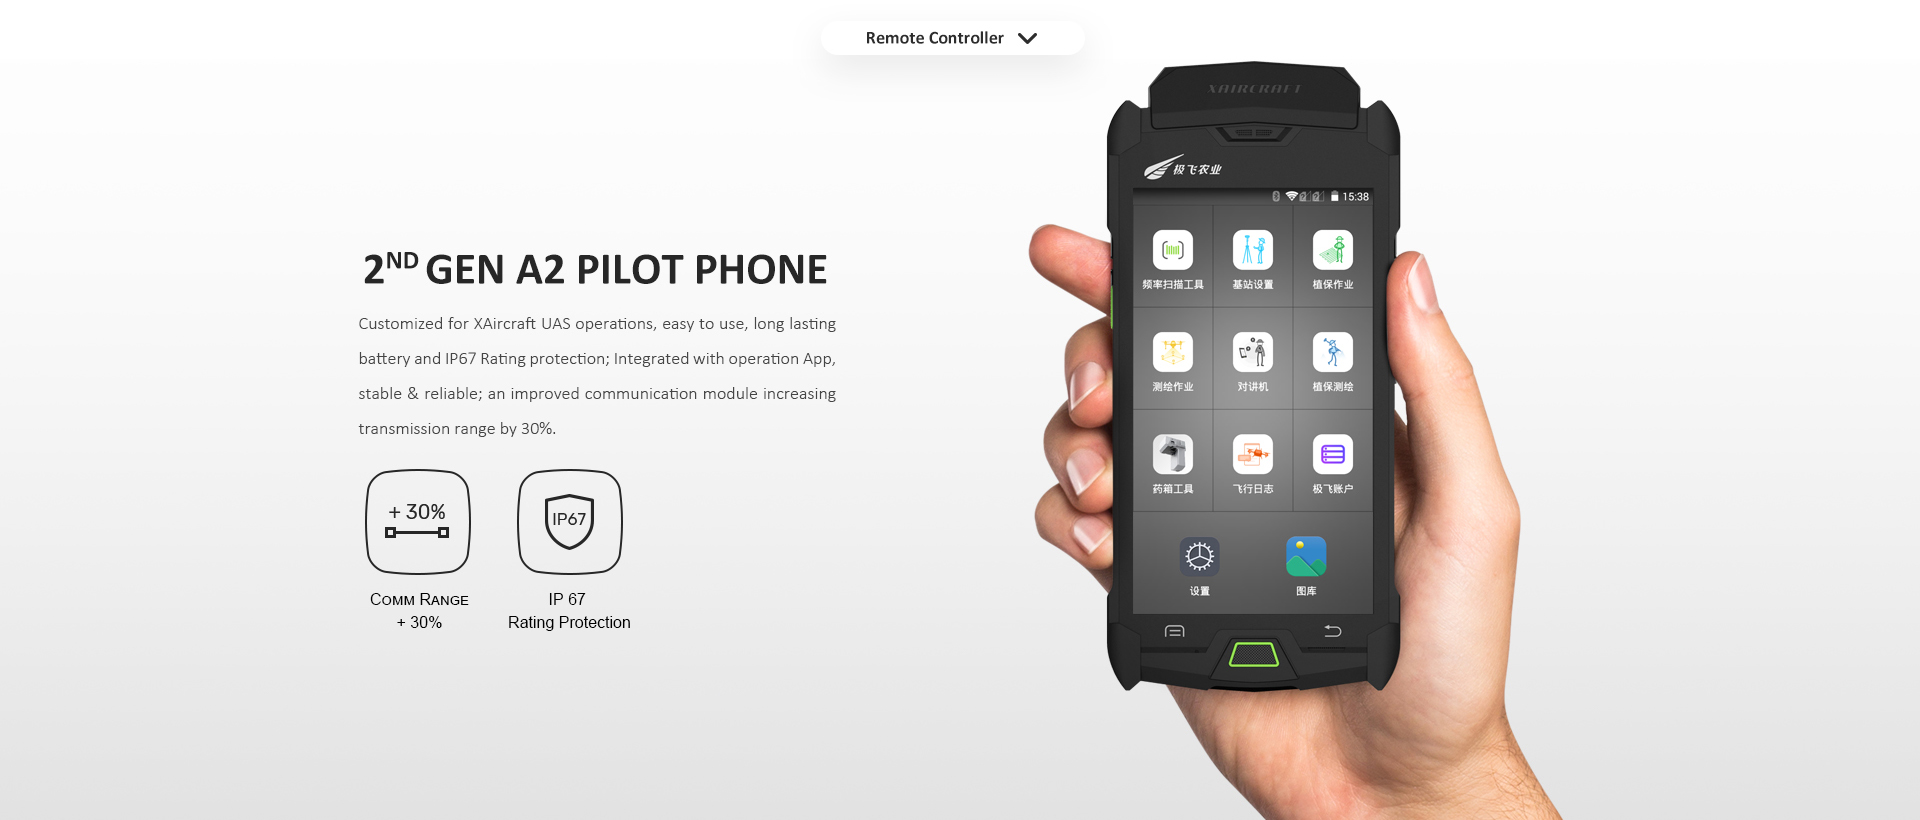 Remote Controller
XAIRCRAFT
极飞农业
15:38
2ND GEN A2 PILOT PHONE
Customized for XAircraft UAS operations, easy to use, long lasting
battery and IP67 Rating protection; Integrated with operation App,
stable & reliable; an improved communication module increasing
transmission range by 30%.
+ 30%
IP67
COMM RANGE
+ 30%
IP 67
Rating Protection
频率扫描工具
基站设置
植保作业
测绘作业
对讲机
植保测绘
药箱工具
飞行日志
极飞账户
设置
图库